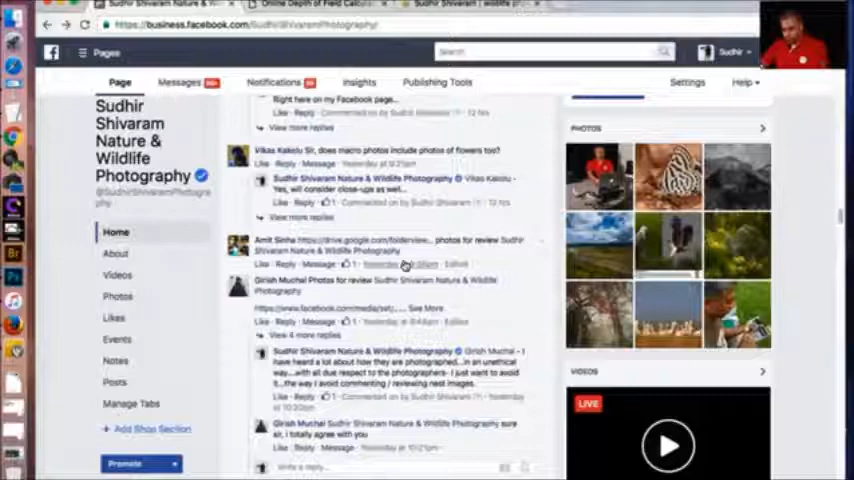 Sudhir Shivaram Nature & W
Online Depth of Field Calcula
Sudhir Shivaram | wildlife ph
https://business.facebook.com/SudhirShivaramPhotography/
Pages
Search
Sudhir
Page
Messages
Notifications
Insights
Publishing Tools
Settings
Help
Sudhir
Shivaram
Nature &
Wildlife
Photography
@SudhirShivaramPhotogra
phy
Home
About
Videos
Photos
Likes
Events
Notes
Posts
Manage Tabs
+ Add Shop Section
Promote
Right here on my Facebook page...
Like · Reply · Commented on by Sudhir · 12 hrs
View more replies
Vikas Kakelu Sir, does macro photos include photos of flowers too?
Like · Reply · Message · Yesterday at
Sudhir Shivaram Nature & Wildlife Photography Vikas Kakelu -
Yes, will consider close-ups as well...
Like · Reply · 1 · Commented on by Sudhir Shivaram · 12 hrs
View more replies
Amit Sinha https://drive.google.com/folderview... photos for review Sudhir
Shivaram Nature & Wildlife Photography
Like · Reply · Message · 1 · Yesterday · Edited
Girish Muchal Photos for review Sudhir Shivaram Nature & Wildlife
Photography
https://www.facebook.com/media/set/... ... See More
Like · Reply · Message · 1 · Yesterday at · Edited
View 4 more replies
Sudhir Shivaram Nature & Wildlife Photography Girish Muchal - I
have heard a lot about how they are photographed...in an unethical
way...with all due respect to the photographers- I just want to avoid
it...the way I avoid commenting / reviewing nest images.
Like · Reply · 1 · Commented on by Sudhir Shivaram · Yesterday
at 10:20pm
Girish Muchal Sudhir Shivaram Nature & Wildlife Photography sure
sir, I totally agree with you
Like · Reply · Message · Yesterday at 10:21pm
Write a reply...
PHOTOS
VIDEOS
LIVE